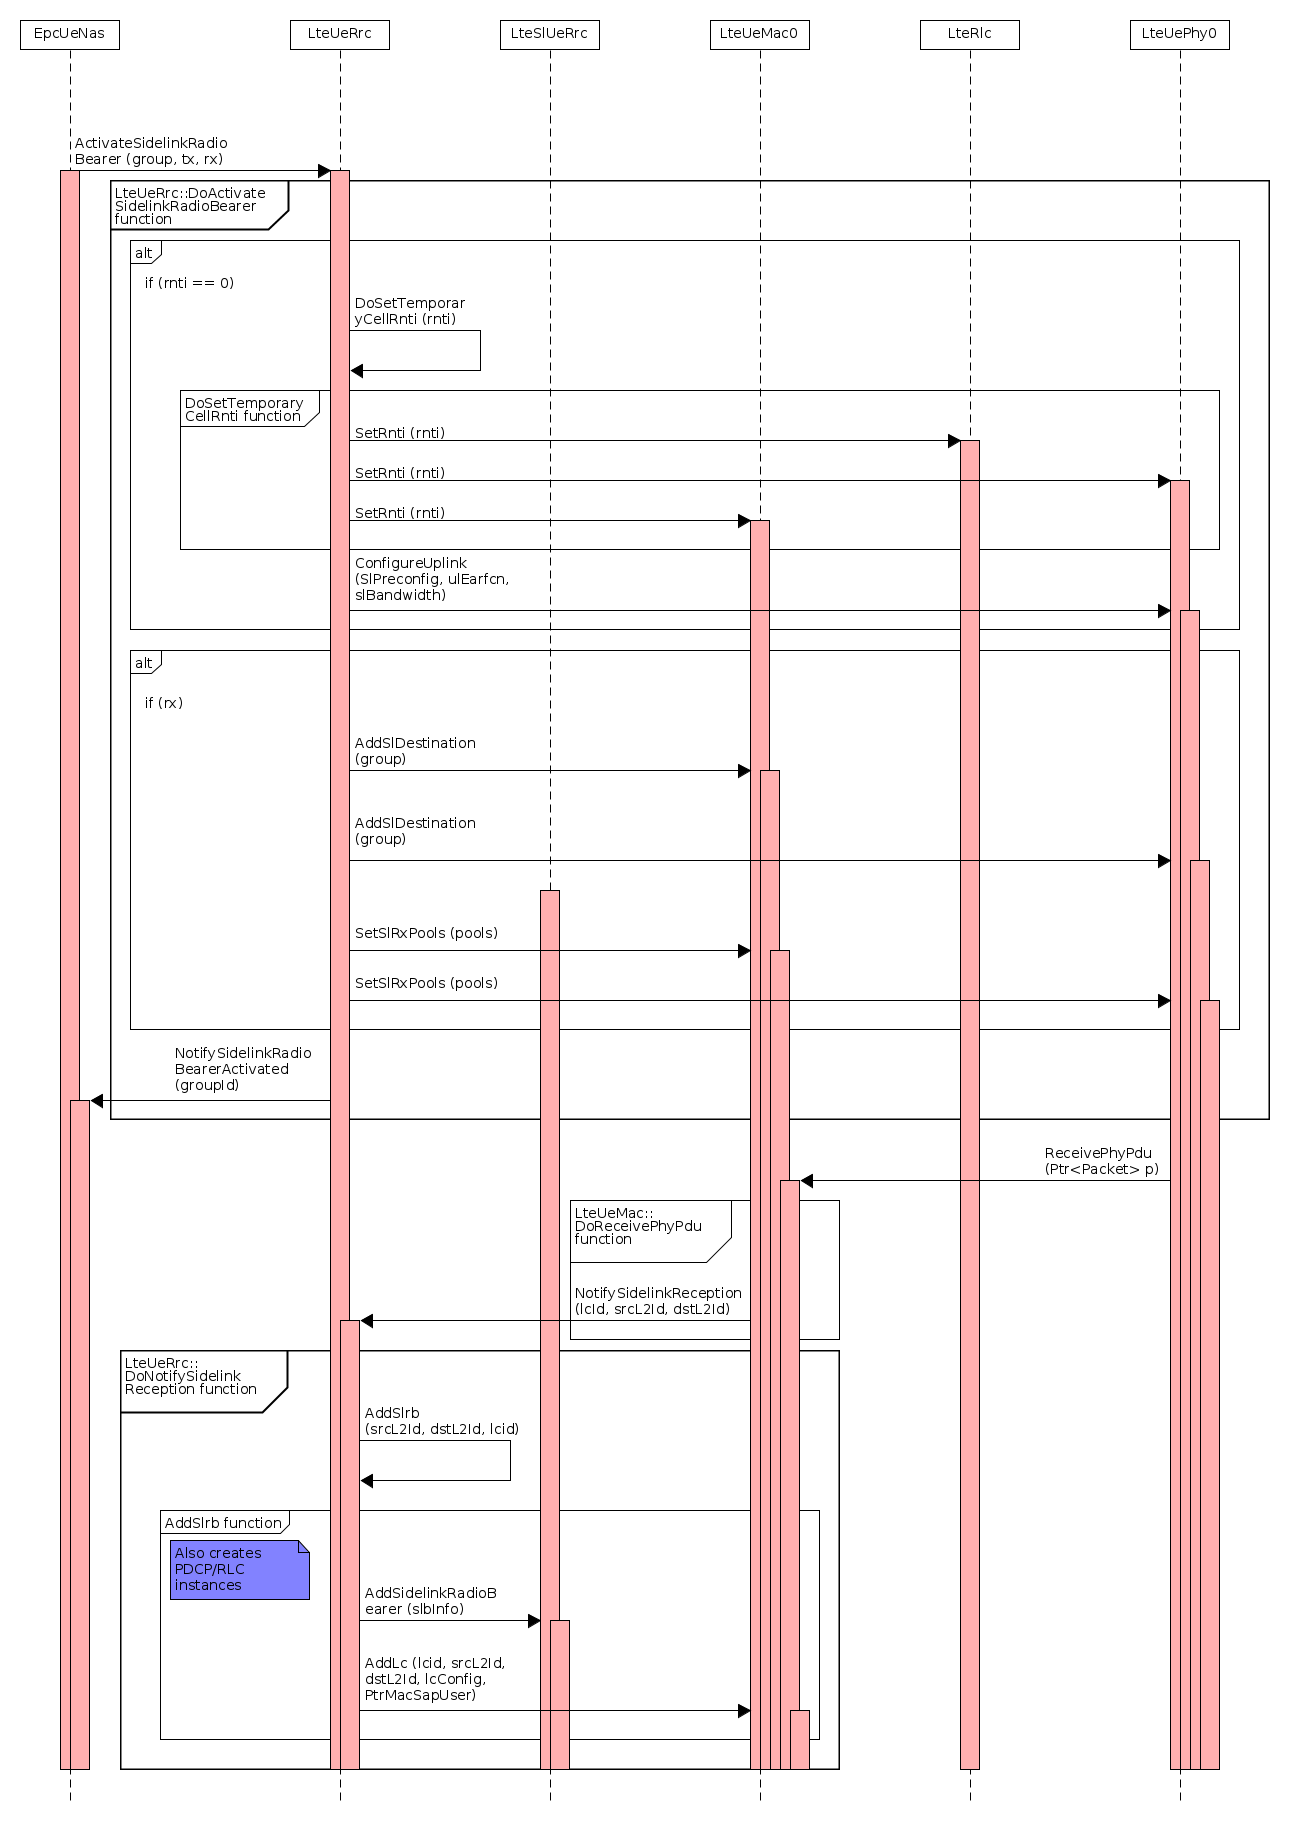 EpcUeNas
LteUeRrc
LteSlUeRrc
LteUeMac0
LteRlc
LteUePhy0
ActivateSidelinkRadio
Bearer (group, tx, rx)
LteUeRrc::DoActivate
SidelinkRadioBearer
function
alt
if (rnti == 0)
DoSetTemporar
yCellRnti (rnti)
DoSetTemporary
CellRnti function
SetRnti (rnti)
SetRnti (rnti)
SetRnti (rnti)
ConfigureUplink
(SlPreconfig, ulEarfcn,
slBandwidth)
alt
if (rx)
AddSlDestination
(group)
AddSlDestination
(group)
SetSlRxPools (pools)
SetSlRxPools (pools)
NotifySidelinkRadio
BearerActivated
(groupId)
ReceivePhyPdu
(Ptr<Packet> p)
LteUeMac::
DoReceivePhyPdu
function
NotifySidelinkReception
(lcId, srcL2Id, dstL2Id)
LteUeRrc::
DoNotifySidelink
Reception function
AddSlrb
(srcL2Id, dstL2Id, lcid)
AddSlrb function
Also creates
PDCP/RLC
instances
AddSidelinkRadioB
earer (slbInfo)
AddLc (lcid, srcL2Id,
dstL2Id, lcConfig,
PtrMacSapUser)